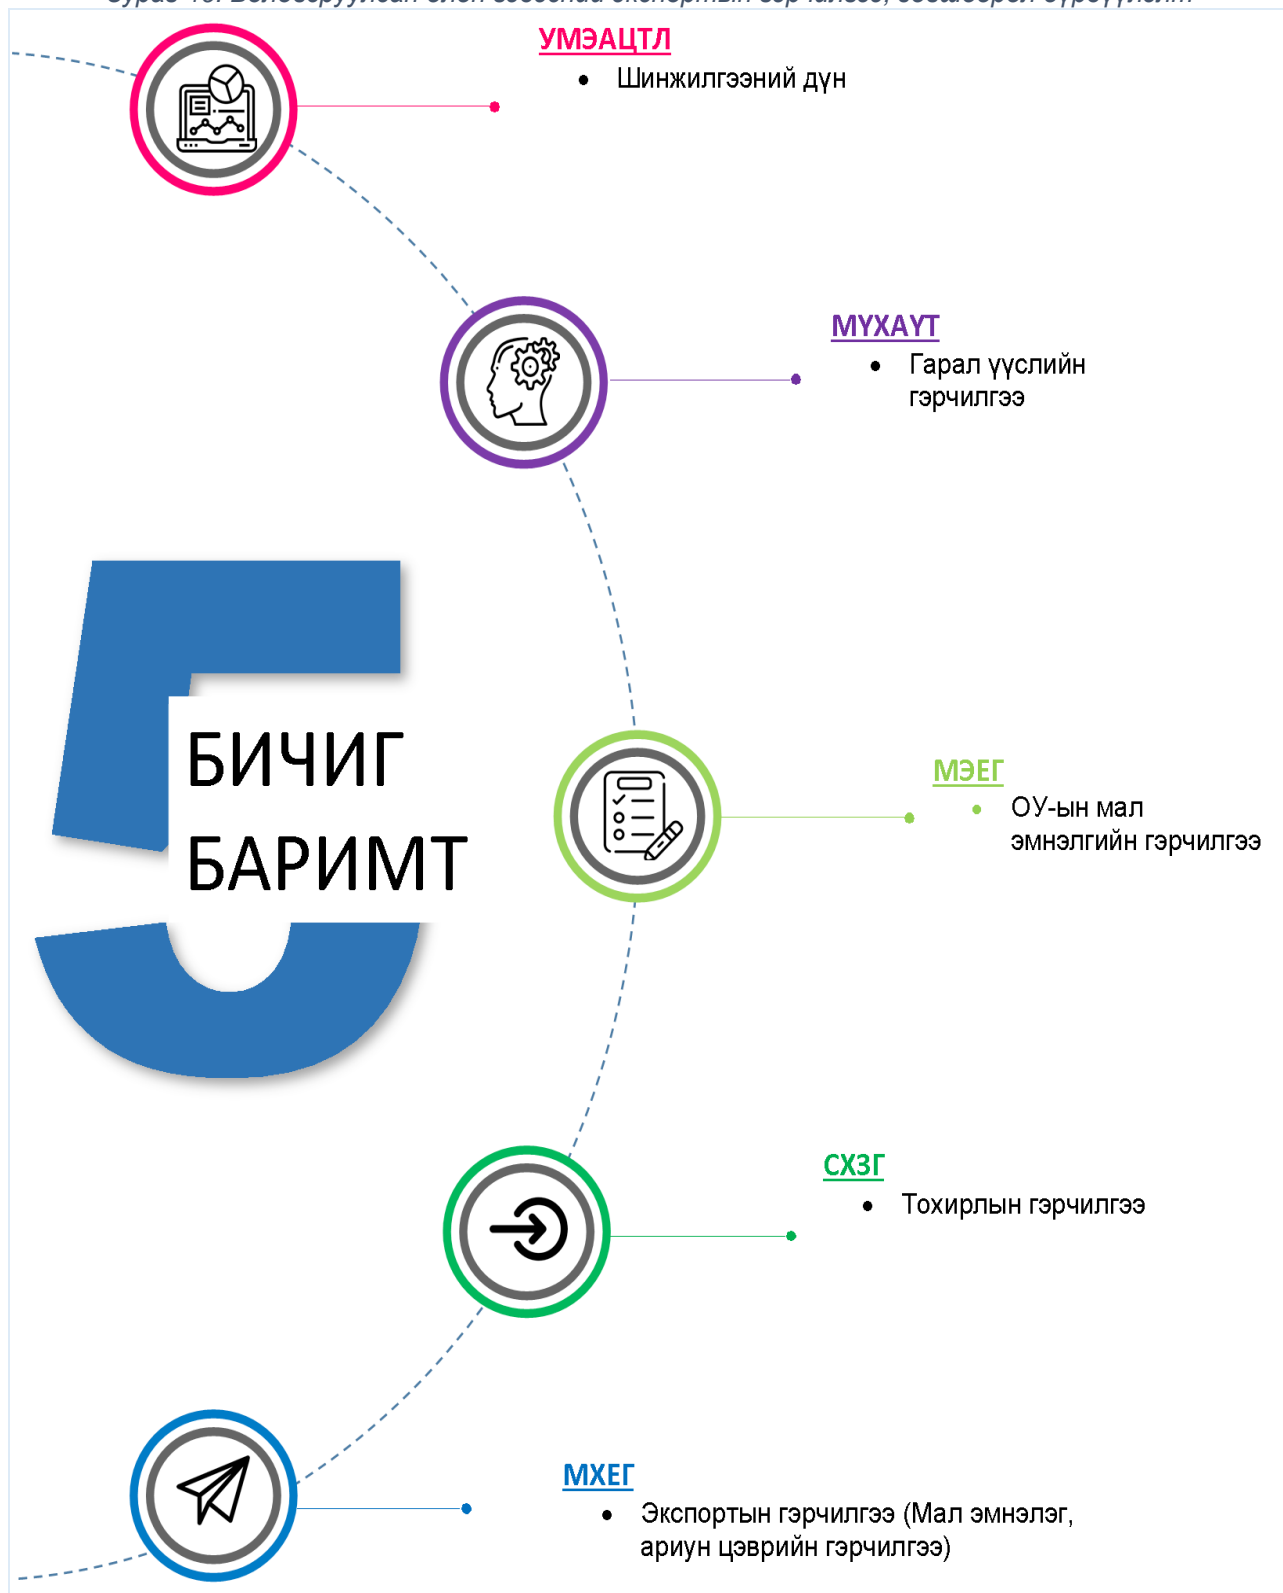 УМЭАЦТЛ
• Шинжилгээний дүн
МҮХАҮТ
• Гарал үүслийн
гэрчилгээ
БИЧИГ
БАРИМТ
5
МЭЕГ
• ОУ-ын мал
эмнэлгийн гэрчилгээ
СХЗГ
• Тохирлын гэрчилгээ
МХЕГ
• Экспортын гэрчилгээ (Мал эмнэлэг,
ариун цэврийн гэрчилгээ)